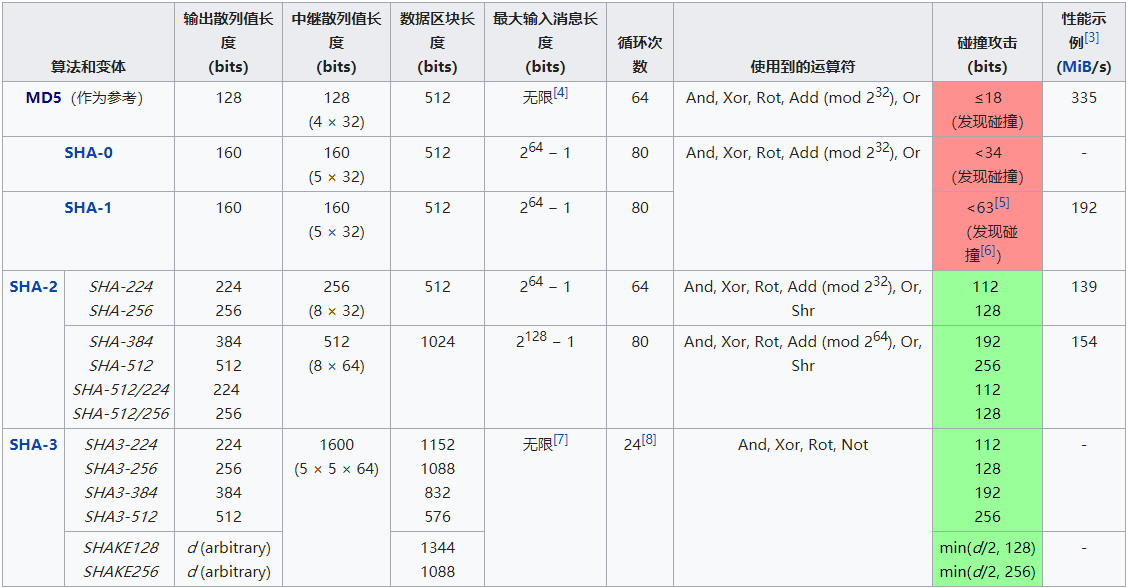 算法和变体 输出散列值长度 (bits) 中继散列值长度 (bits) 数据区块长度 (bits) 最大输入消息长度 (bits) 循环次数 使用到的运算符 碰撞攻击 (bits) 性能示例[3] (MiB/s)
MD5（作为参考） 128 128 512 无限[4] 64 And, Xor, Rot, Add (mod 2^32), Or ≤18 335
(4 × 32) (发现碰撞)
SHA-0 160 160 512 2^64 − 1 80 And, Xor, Rot, Add (mod 2^32), Or <34 -
(5 × 32) (发现碰撞)
SHA-1 160 160 512 2^64 − 1 80 <63[5] 192
(5 × 32) (发现碰撞[6])
SHA-2 SHA-224 224 256 512 2^64 − 1 64 And, Xor, Rot, Add (mod 2^32), Or, 112 139
SHA-256 256 (8 × 32) Shr 128
SHA-384 384 512 1024 2^128 − 1 80 And, Xor, Rot, Add (mod 2^64), Or, 192 154
SHA-512 512 (8 × 64) Shr 256
SHA-512/224 224 112
SHA-512/256 256 128
SHA-3 SHA3-224 224 1600 1152 无限[7] 24[8] And, Xor, Rot, Not 112 -
SHA3-256 256 (5 × 5 × 64) 1088 128
SHA3-384 384 832 192
SHA3-512 512 576 256
SHAKE128 d (arbitrary) 1344 min(d/2, 128) -
SHAKE256 d (arbitrary) 1088 min(d/2, 256)